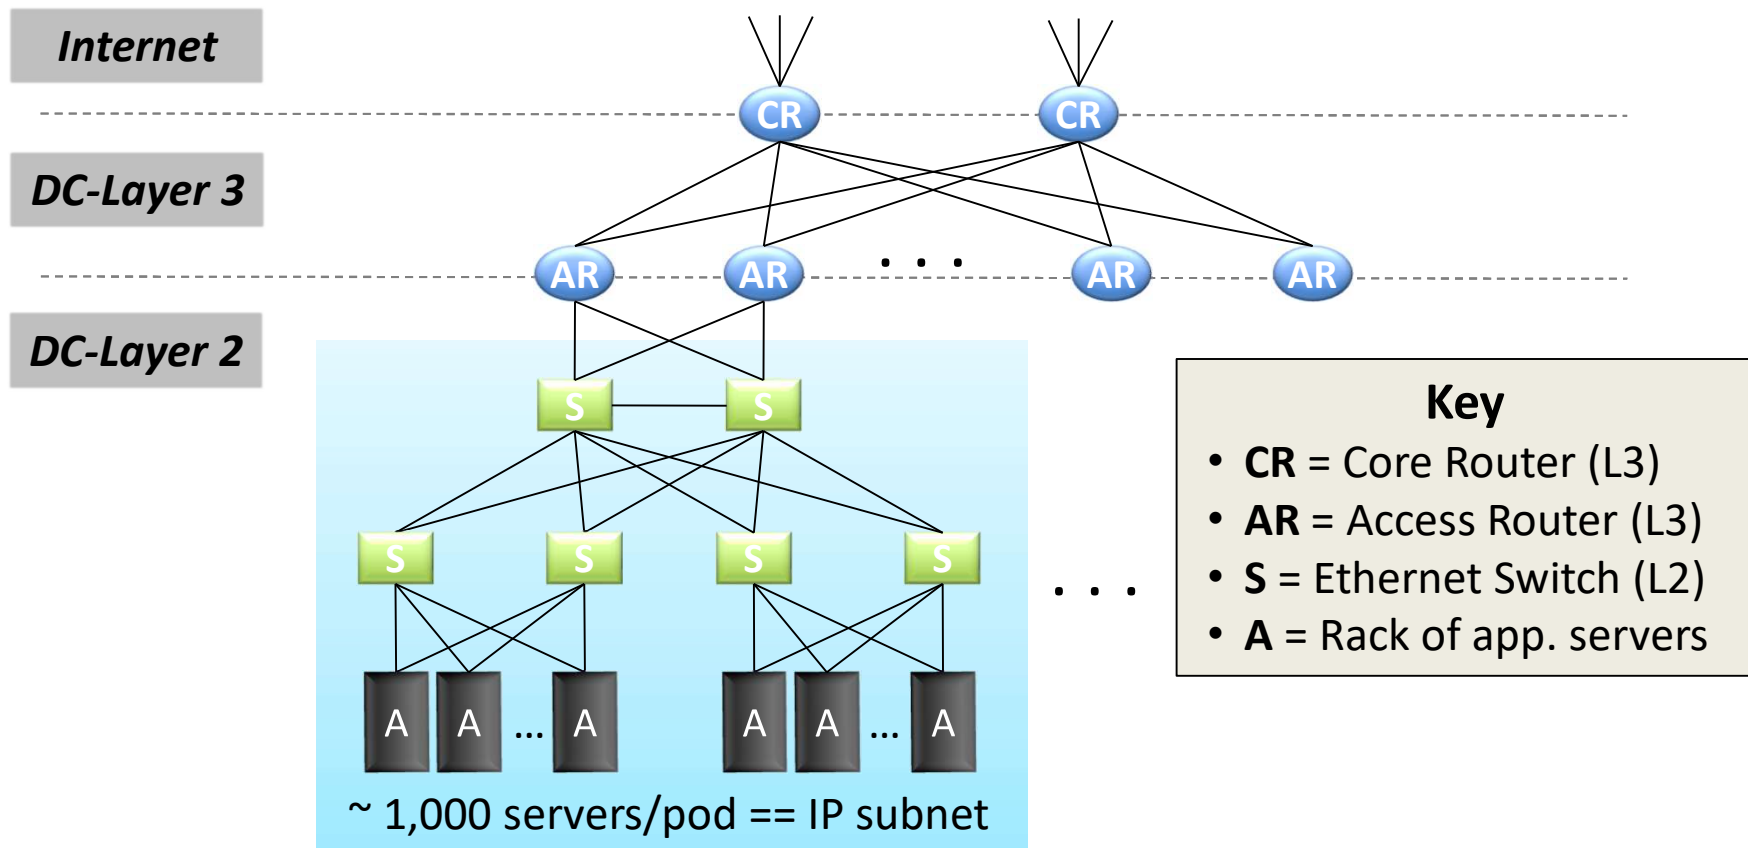 Internet
CR CR
DC-Layer 3
AR AR . . . AR AR
DC-Layer 2
S S
S S S S
. . .
A A ... A A A ... A
~ 1,000 servers/pod == IP subnet
Key
• CR = Core Router (L3)
• AR = Access Router (L3)
• S = Ethernet Switch (L2)
• A = Rack of app. servers